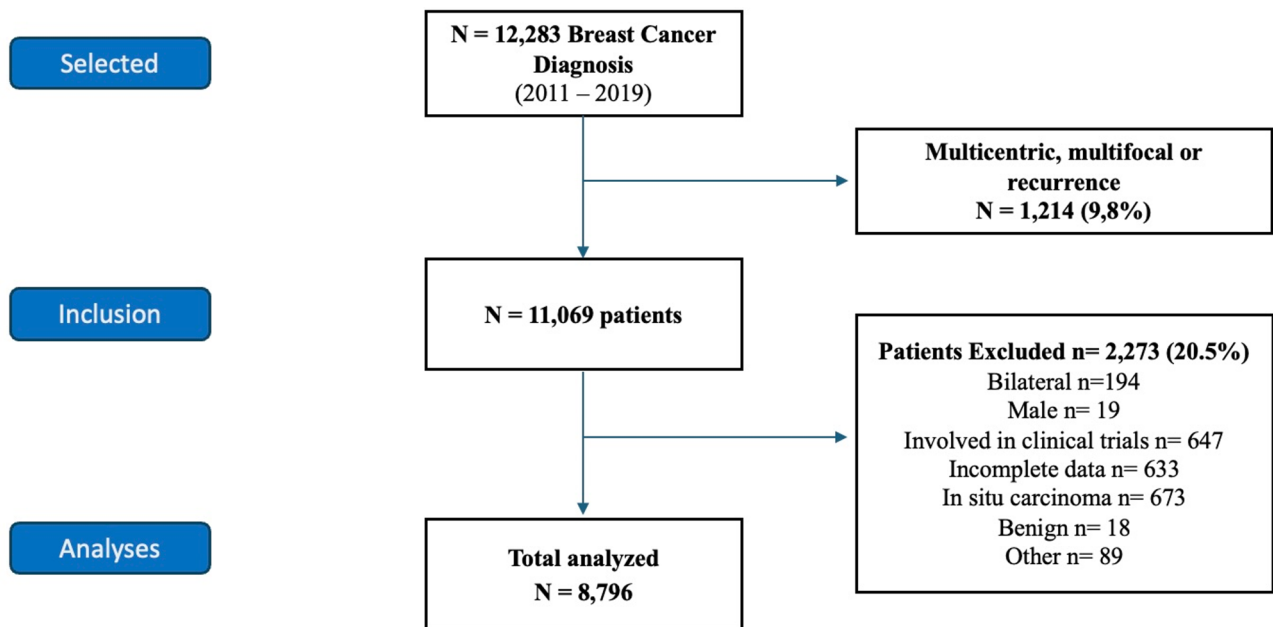 Selected
N = 12,283 Breast Cancer
Diagnosis
(2011 – 2019)
Multicentric, multifocal or
recurrence
N = 1,214 (9,8%)
Inclusion
N = 11,069 patients
Patients Excluded n= 2,273 (20.5%)
Bilateral n=194
Male n= 19
Involved in clinical trials n= 647
Incomplete data n= 633
In situ carcinoma n= 673
Benign n= 18
Other n= 89
Analyses
Total analyzed
N = 8,796